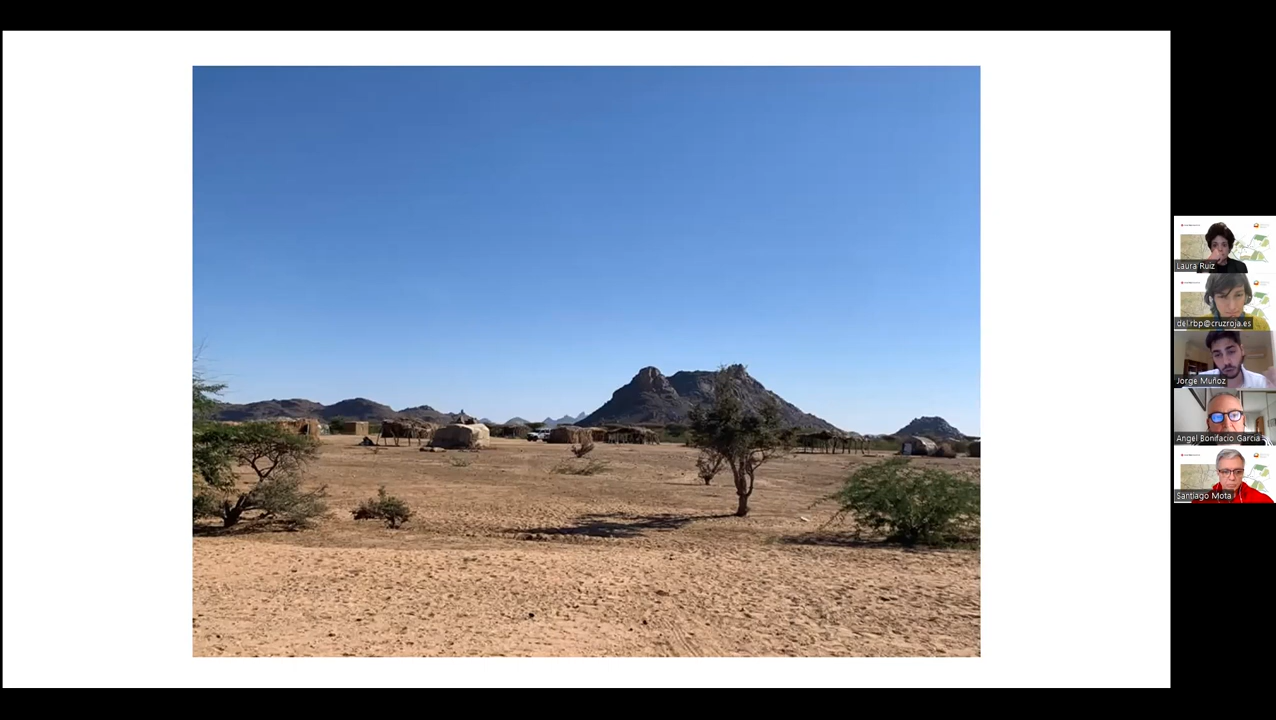 Laura Ruiz
del.rbp@cruzroja.es
Jorge Muñoz
Angel Bonifacio Garcia
Santiago Mota